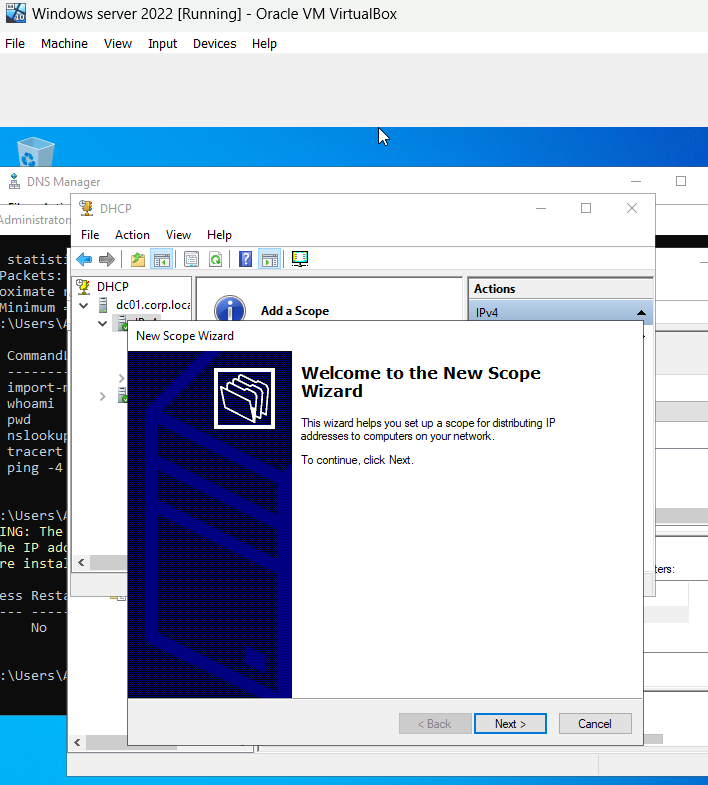 Windows server 2022 [Running] - Oracle VM VirtualBox
File Machine View Input Devices Help
DNS Manager
DHCP
Administrator:
File Action View Help
DHCP
dc01.corp.loca
Add a Scope
Actions
IPv4
statisti
Packets:
oximate r
Minimum =
:\Users\A
CommandL
--------
import-m
whoami
pwd
nslookup
tracert
ping -4
:\Users\A
ING: The
he IP add
re instal
ess Resta
--- -----
No
:\Users\A
New Scope Wizard
Welcome to the New Scope
Wizard
This wizard helps you set up a scope for distributing IP
addresses to computers on your network.
To continue, click Next.
ters:
< Back Next > Cancel